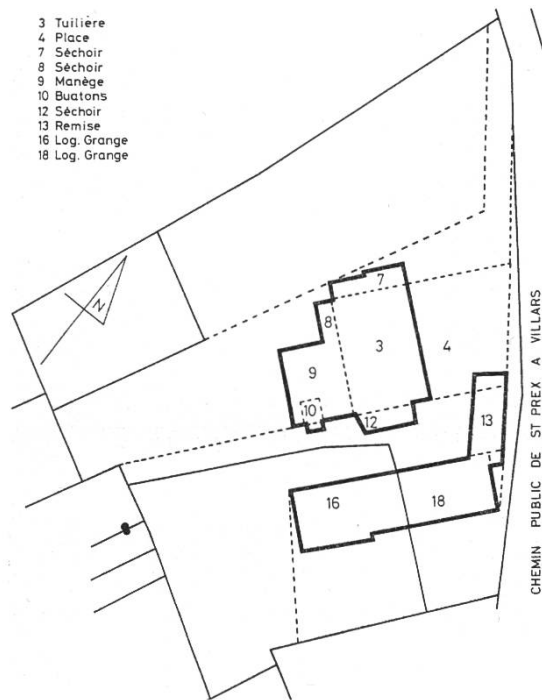 3 Tuilière
4 Place
7 Séchoir
8 Séchoir
9 Manège
10 Buatons
12 Séchoir
13 Remise
16 Log. Grange
18 Log. Grange
N
7
8
3
4
9
10
12
13
16
18
CHEMIN PUBLIC DE ST PREX A VILLARS